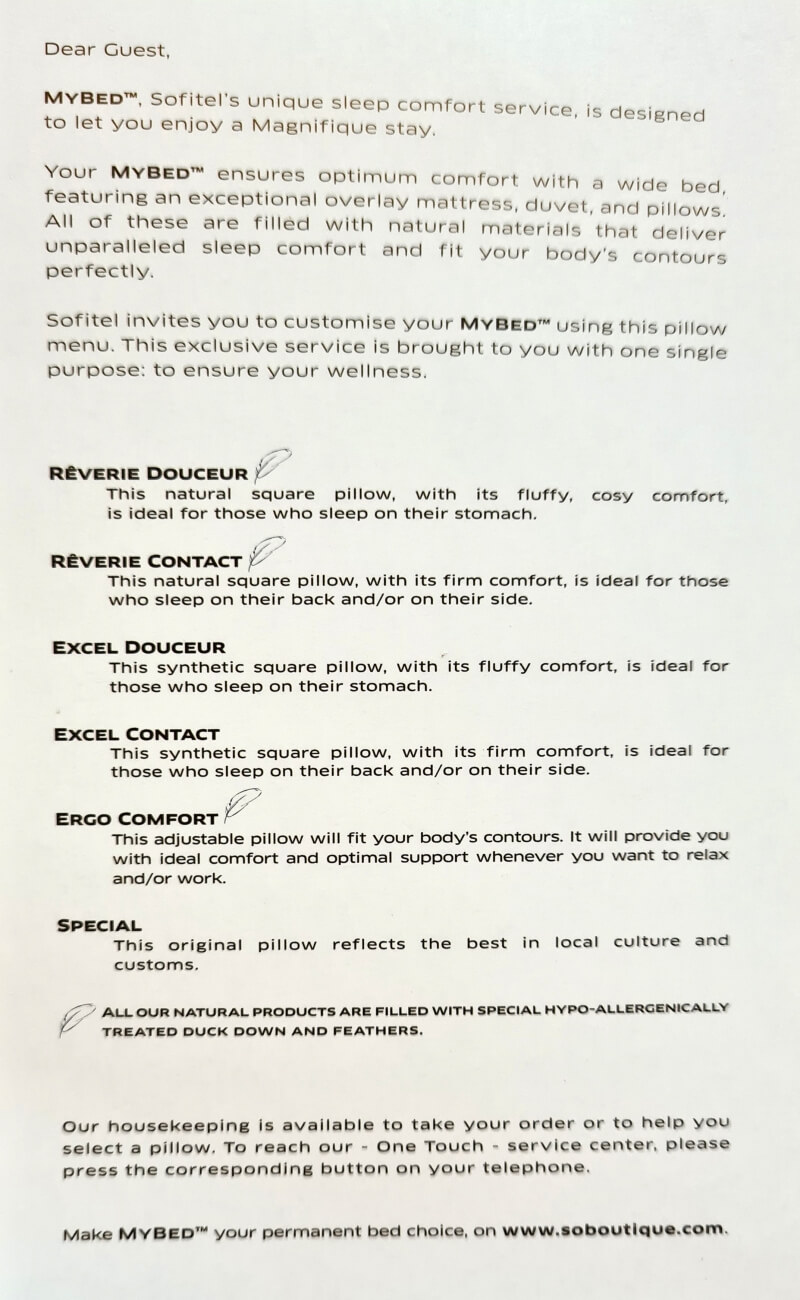 Dear Guest,
MYBED™, Sofitel's unique sleep comfort service, is designed
to let you enjoy a Magnifique stay.
Your MYBED™ ensures optimum comfort with a wide bed,
featuring an exceptional overlay mattress, duvet, and pillows.
All of these are filled with natural materials that deliver
unparalleled sleep comfort and fit your body's contours
perfectly.
Sofitel invites you to customise your MYBED™ using this pillow
menu. This exclusive service is brought to you with one single
purpose: to ensure your wellness.
RÊVERIE DOUCEUR
This natural square pillow, with its fluffy, cosy comfort,
is ideal for those who sleep on their stomach.
RÊVERIE CONTACT
This natural square pillow, with its firm comfort, is ideal for those
who sleep on their back and/or on their side.
EXCEL DOUCEUR
This synthetic square pillow, with its fluffy comfort, is ideal for
those who sleep on their stomach.
EXCEL CONTACT
This synthetic square pillow, with its firm comfort, is ideal for
those who sleep on their back and/or on their side.
ERGO COMFORT
This adjustable pillow will fit your body's contours. It will provide you
with ideal comfort and optimal support whenever you want to relax
and/or work.
SPECIAL
This original pillow reflects the best in local culture and
customs.
ALL OUR NATURAL PRODUCTS ARE FILLED WITH SPECIAL HYPO-ALLERGENICALLY
TREATED DUCK DOWN AND FEATHERS.
Our housekeeping is available to take your order or to help you
select a pillow. To reach our - One Touch - service center, please
press the corresponding button on your telephone.
Make MYBED™ your permanent bed choice, on www.soboutique.com.